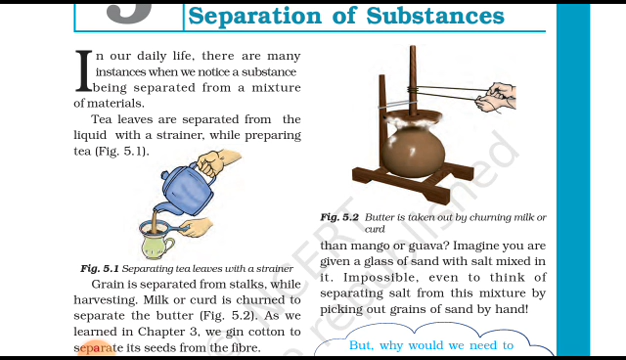 Separation of Substances
In our daily life, there are many
instances when we notice a substance
being separated from a mixture
of materials.
Tea leaves are separated from the
liquid with a strainer, while preparing
tea (Fig. 5.1).
Fig. 5.1 Separating tea leaves with a strainer
Grain is separated from stalks, while
harvesting. Milk or curd is churned to
separate the butter (Fig. 5.2). As we
learned in Chapter 3, we gin cotton to
separate its seeds from the fibre.
Fig. 5.2 Butter is taken out by churning milk or
curd
than mango or guava? Imagine you are
given a glass of sand with salt mixed in
it. Impossible, even to think of
separating salt from this mixture by
picking out grains of sand by hand!
But, why would we need to
© NCERT
republished